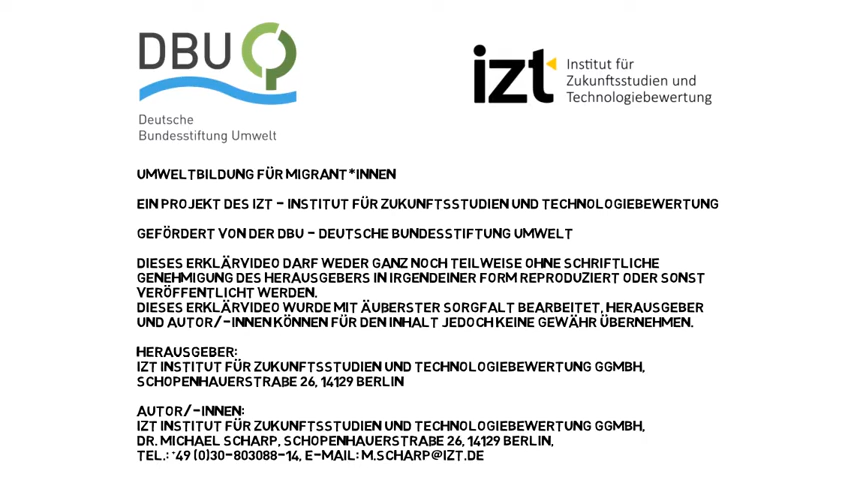 DBU
Deutsche
Bundesstiftung Umwelt
izt
Institut für
Zukunftsstudien und
Technologiebewertung
UMWELTBILDUNG FÜR MIGRANT*INNEN
EIN PROJEKT DES IZT - INSTITUT FÜR ZUKUNFTSSTUDIEN UND TECHNOLOGIEBEWERTUNG
GEFÖRDERT VON DER DBU - DEUTSCHE BUNDESSTIFTUNG UMWELT
DIESES ERKLÄRVIDEO DARF WEDER GANZ NOCH TEILWEISE OHNE SCHRIFTLICHE
GENEHMIGUNG DES HERAUSGEBERS IN IRGENDEINER FORM REPRODUZIERT ODER SONST
VERÖFFENTLICHT WERDEN.
DIESES ERKLÄRVIDEO WURDE MIT ÄUßERSTER SORGFALT BEARBEITET, HERAUSGEBER
UND AUTOR/-INNEN KÖNNEN FÜR DEN INHALT JEDOCH KEINE GEWÄHR ÜBERNEHMEN.
HERAUSGEBER:
IZT INSTITUT FÜR ZUKUNFTSSTUDIEN UND TECHNOLOGIEBEWERTUNG GGMBH,
SCHOPENHAUERSTRAßE 26, 14129 BERLIN
AUTOR/-INNEN:
IZT INSTITUT FÜR ZUKUNFTSSTUDIEN UND TECHNOLOGIEBEWERTUNG GGMBH,
DR. MICHAEL SCHARP, SCHOPENHAUERSTRAßE 26, 14129 BERLIN,
TEL.: +49 (0)30-803088-14, E-MAIL: M.SCHARP@IZT.DE